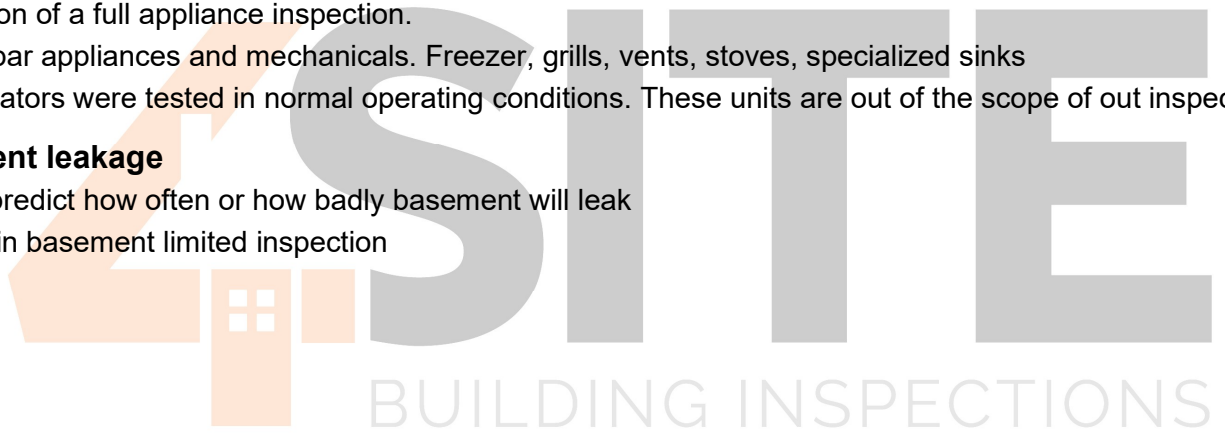 on of a full appliance inspection.
bar appliances and mechanicals. Freezer, grills, vents, stoves, specialized sinks
ators were tested in normal operating conditions. These units are out of the scope of out inspec
ent leakage
predict how often or how badly basement will leak
in basement limited inspection
4SITE
BUILDING INSPECTIONS